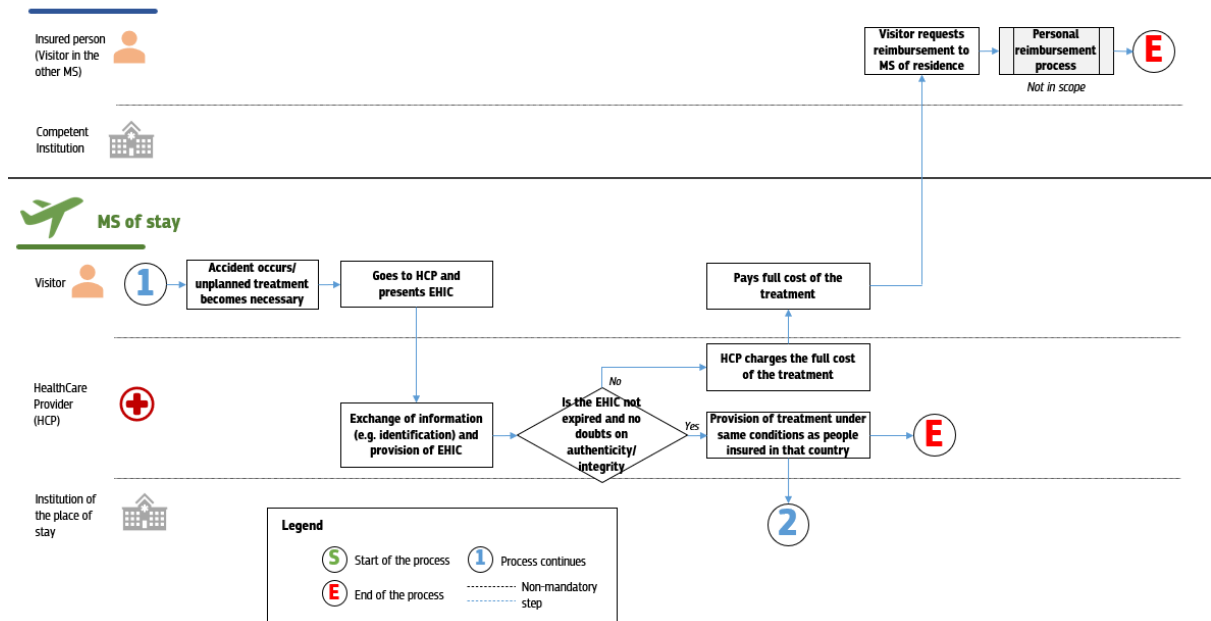 Insured person
(Visitor in the
other MS)
Visitor requests
reimbursement to
MS of residence
Personal
reimbursement
process
E
Not in scope
Competent
Institution
MS of stay
Visitor
1
Accident occurs/
unplanned treatment
becomes necessary
Goes to HCP and
presents EHIC
Pays full cost of the
treatment
HealthCare
Provider
(HCP)
HCP charges the full cost
of the treatment
No
Exchange of information
(e.g. identification) and
provision of EHIC
Is the EHIC not
expired and no
doubts on
authenticity/
integrity
Yes
Provision of treatment under
same conditions as people
insured in that country
E
Institution of
the place of
stay
2
Legend
S Start of the process
1 Process continues
E End of the process
Non-mandatory
step